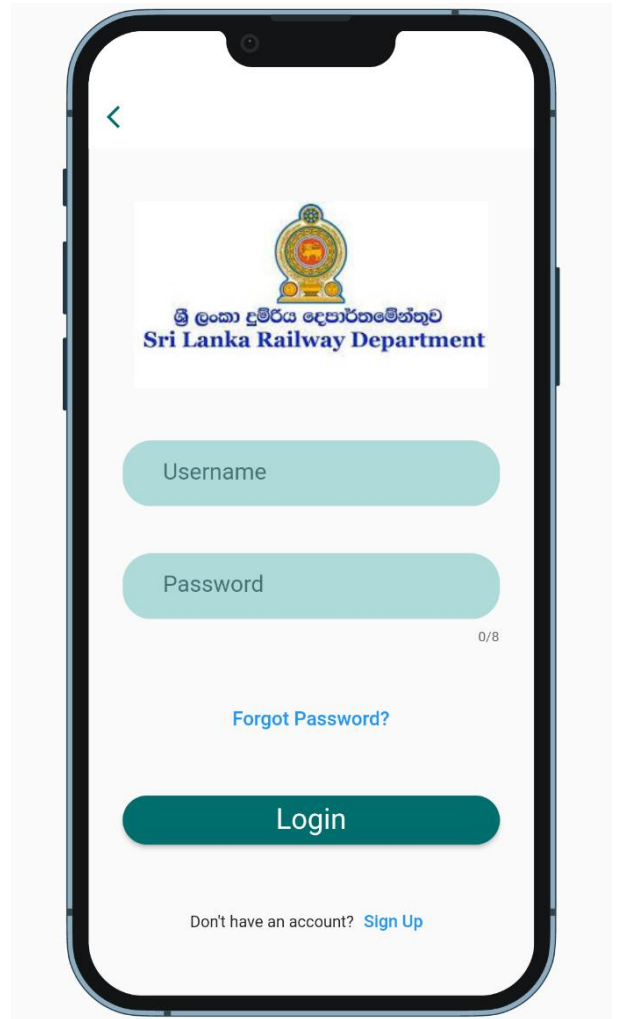 ශ්‍රී ලංකා දුම්රිය දෙපාර්තමේන්තුව
Sri Lanka Railway Department
Username
Password
0/8
Forgot Password?
Login
Don't have an account? Sign Up